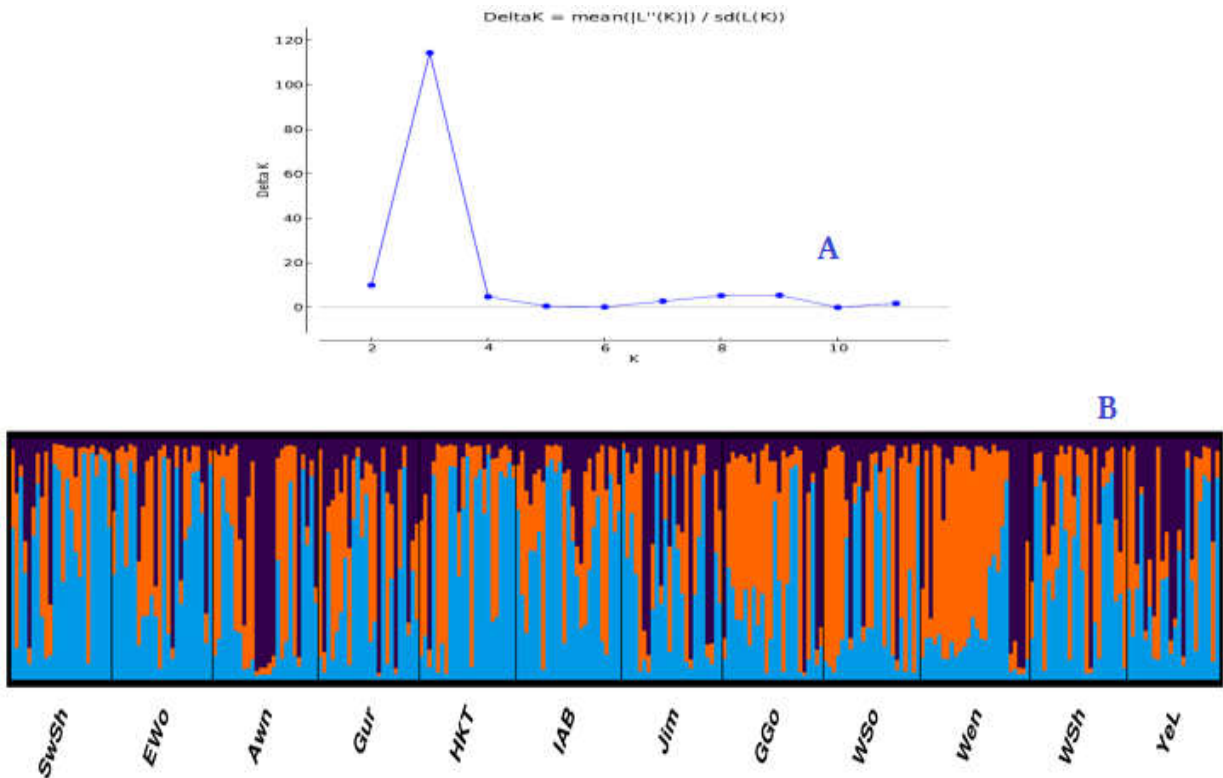 DeltaK = mean(|L''(K)|) / sd(L(K))
120
100
80
60
40
20
0
Delta K
2 4 6 8 10
K
A
B
SwSh EWo Awn Gur HKT IAB Jim GGo WSo Wen WSh YeL